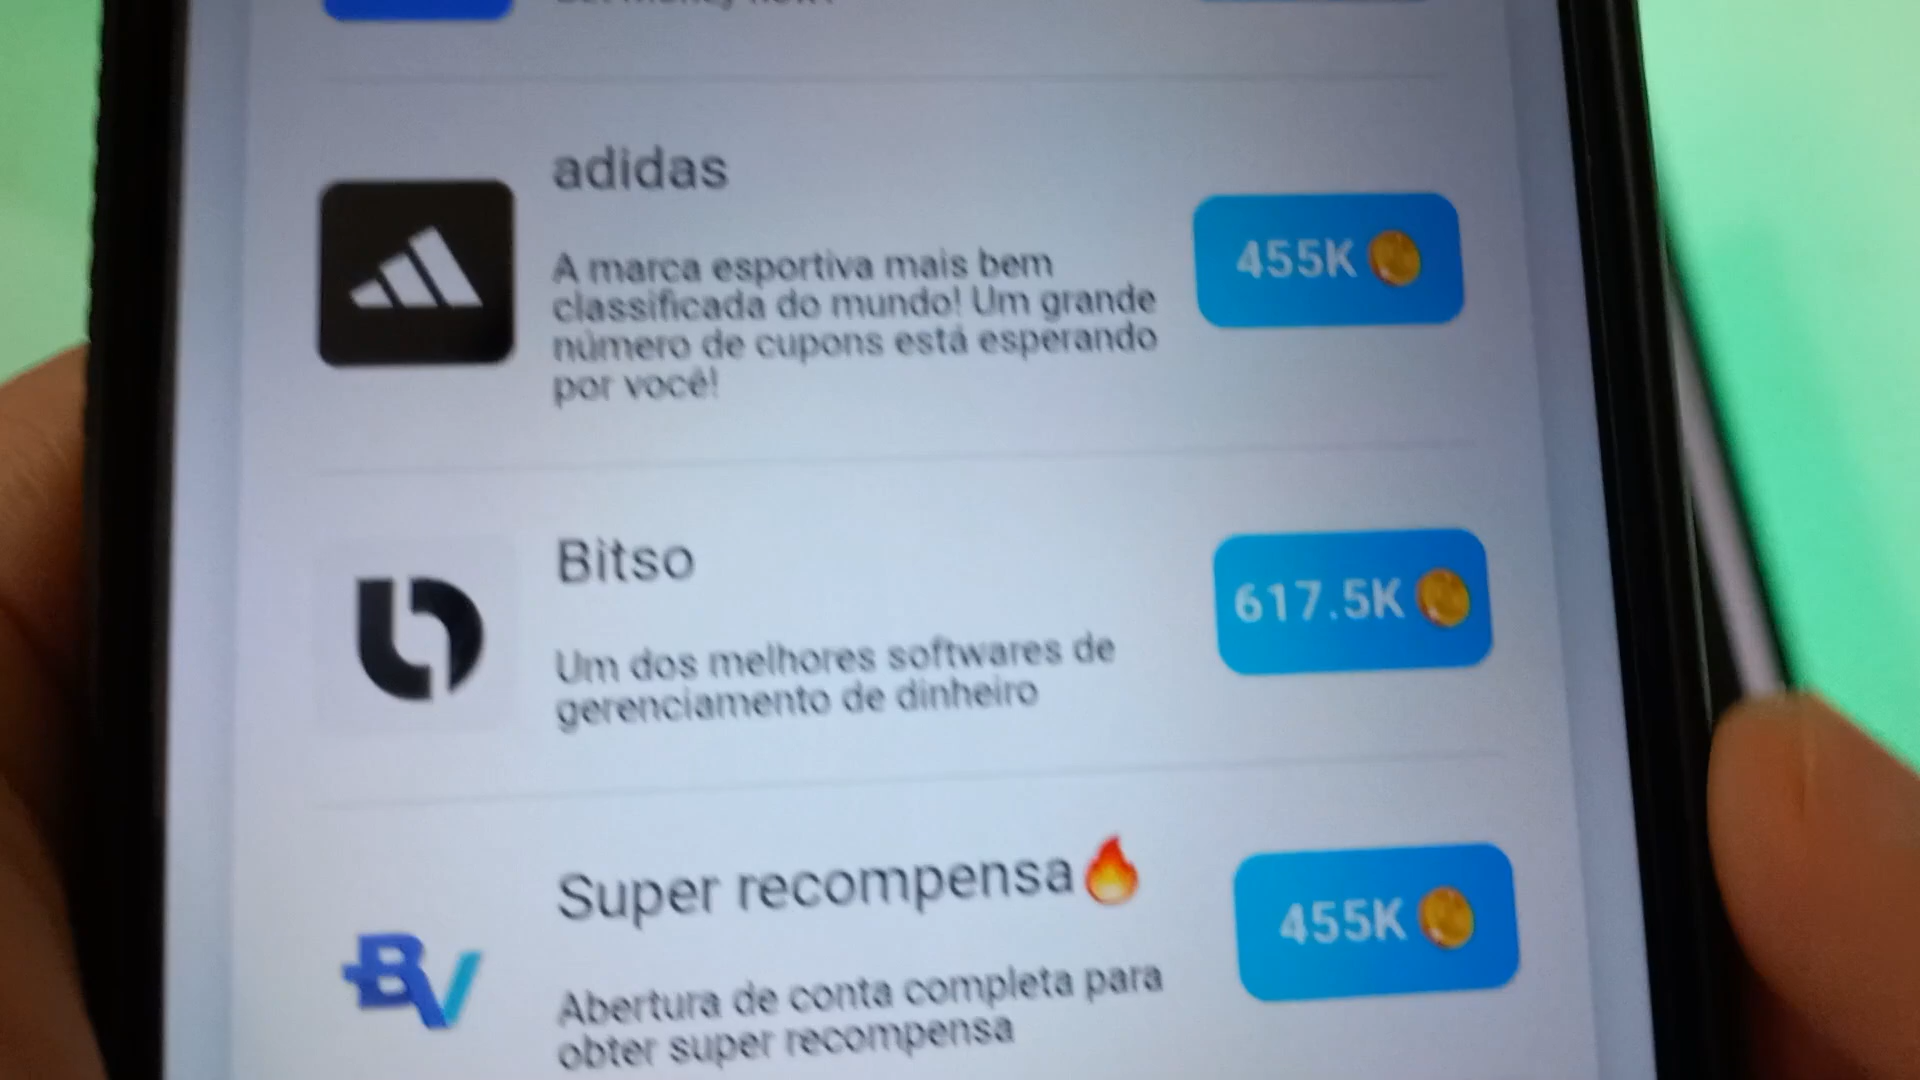 adidas
A marca esportiva mais bem
classificada do mundo! Um grande
número de cupons está esperando
por você!
455K
Bitso
Um dos melhores softwares de
gerenciamento de dinheiro
617.5K
Super recompensa🔥
Abertura de conta completa para
obter super recompensa
455K
BV